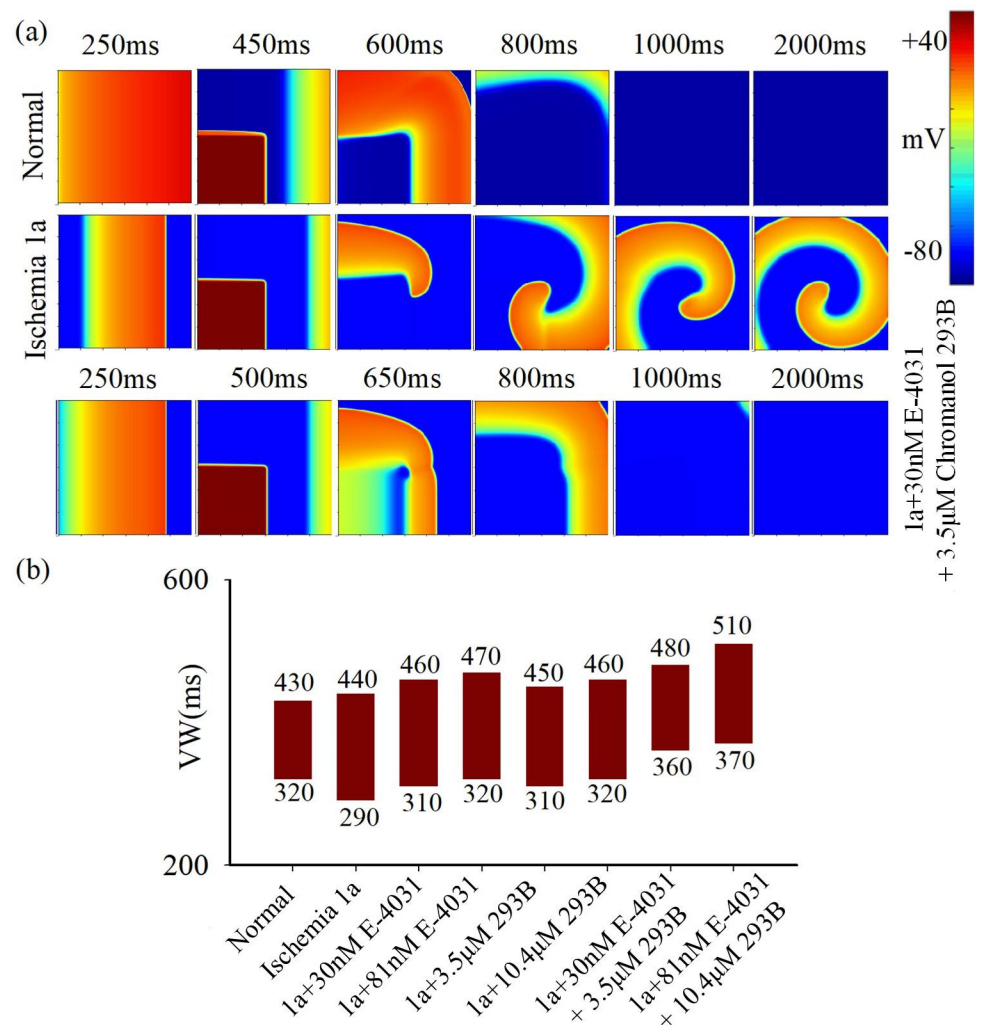 (a)
250ms 450ms 600ms 800ms 1000ms 2000ms
Normal
Ischemia 1a
+40
mV
-80
250ms 500ms 650ms 800ms 1000ms 2000ms
1a+30nM E-4031
+ 3.5μM Chromanol 293B
(b)
600
VW(ms)
200
430
320
440
290
460
310
470
320
450
310
460
320
480
360
510
370
Normal
Ischemia 1a
1a+30nM E-4031
1a+81nM E-4031
1a+3.5μM 293B
1a+10.4μM 293B
1a+30nM E-4031
+ 3.5μM 293B
1a+81nM E-4031
+ 10.4μM 293B